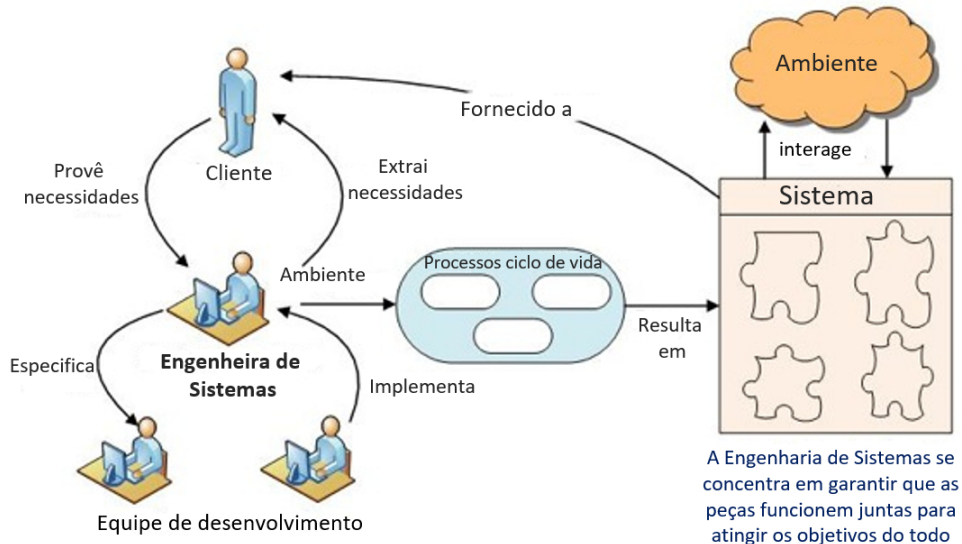 Ambiente
Fornecido a
interage
Cliente
Provê
necessidades
Extrai
necessidades
Sistema
Ambiente
Processos ciclo de vida
Resulta
em
Engenheira de
Sistemas
Especifica
Implementa
Equipe de desenvolvimento
A Engenharia de Sistemas se
concentra em garantir que as
peças funcionem juntas para
atingir os objetivos do todo